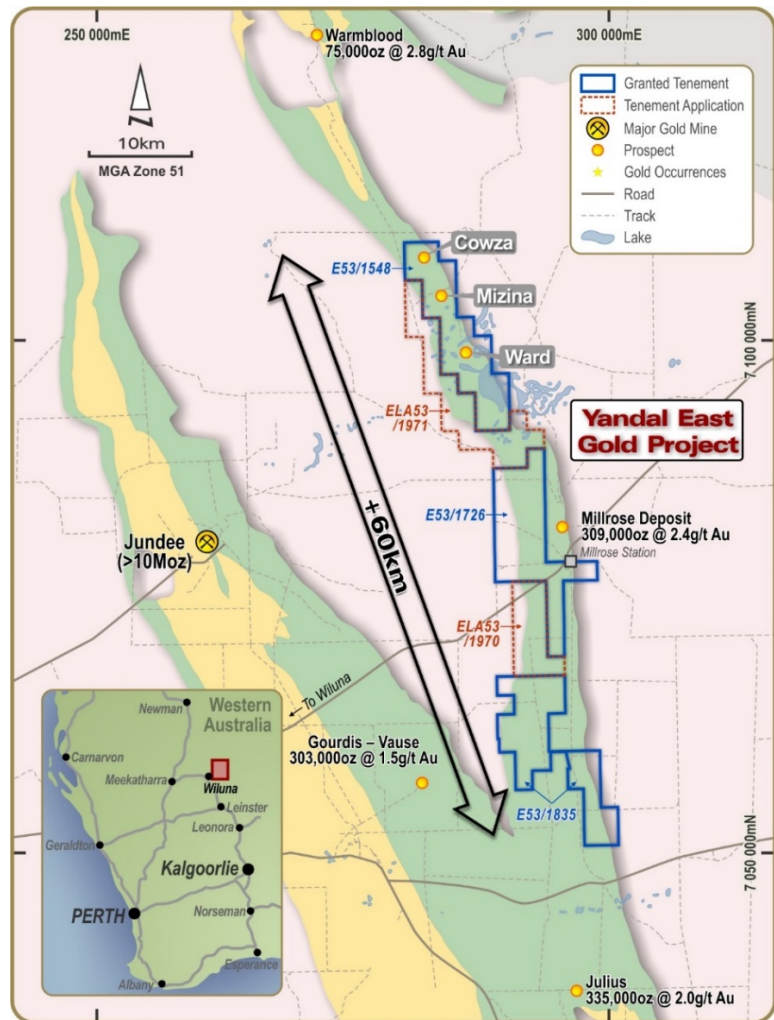 250 000mE
300 000mE
Warmblood
75,000oz @ 2.8g/t Au
N
10km
MGA Zone 51
Granted Tenement
Tenement Application
Major Gold Mine
Prospect
Gold Occurrences
Road
Track
Lake
Cowza
E53/1548
Mizina
Ward
7 100 000mN
ELA53
/1971
Yandal East
Gold Project
E53/1726
Millrose Deposit
309,000oz @ 2.4g/t Au
Millrose Station
Jundee
(>10Moz)
+60km
ELA53
/1970
To Wiluna
Gourdis – Vause
303,000oz @ 1.5g/t Au
E53/1835
7 050 000mN
Western
Australia
Newman
Carnarvon
Meekatharra
Wiluna
Leinster
Leonora
Geraldton
Kalgoorlie
PERTH
Norseman
Esperance
Albany
Julius
335,000oz @ 2.0g/t Au